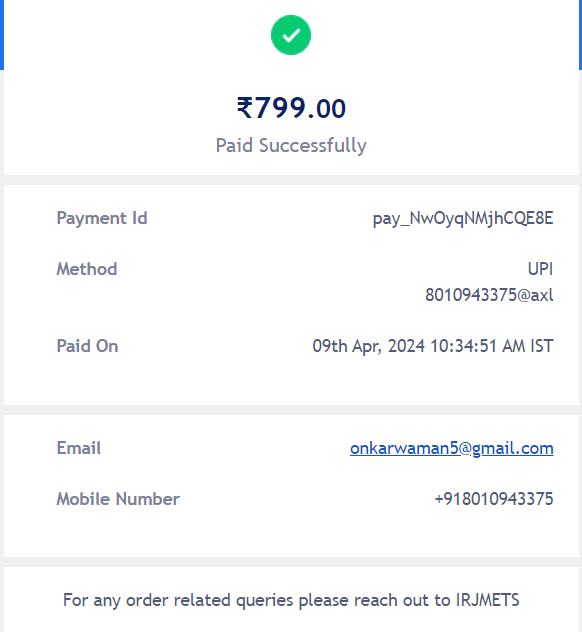 ₹799.00
Paid Successfully
Payment Id pay_NwOyqNMjhCQE8E
Method UPI
8010943375@axl
Paid On 09th Apr, 2024 10:34:51 AM IST
Email onkarwaman5@gmail.com
Mobile Number +918010943375
For any order related queries please reach out to IRJMETS